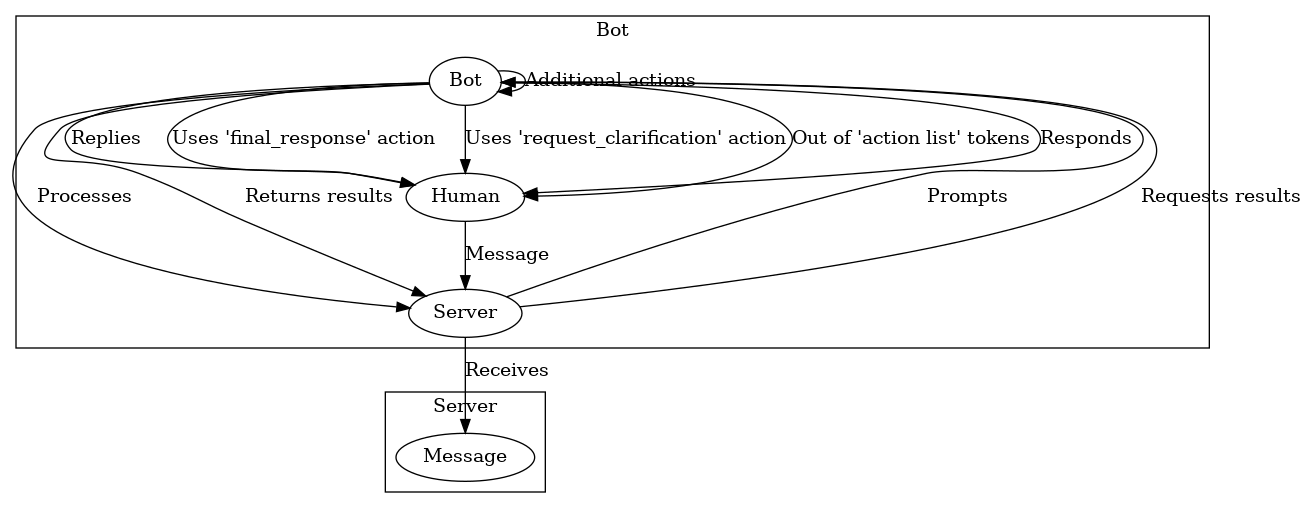 Bot
Bot
Additional actions
Replies
Uses 'final_response' action
Uses 'request_clarification' action
Out of 'action list' tokens
Responds
Processes
Returns results
Human
Prompts
Requests results
Message
Server
Receives
Server
Message